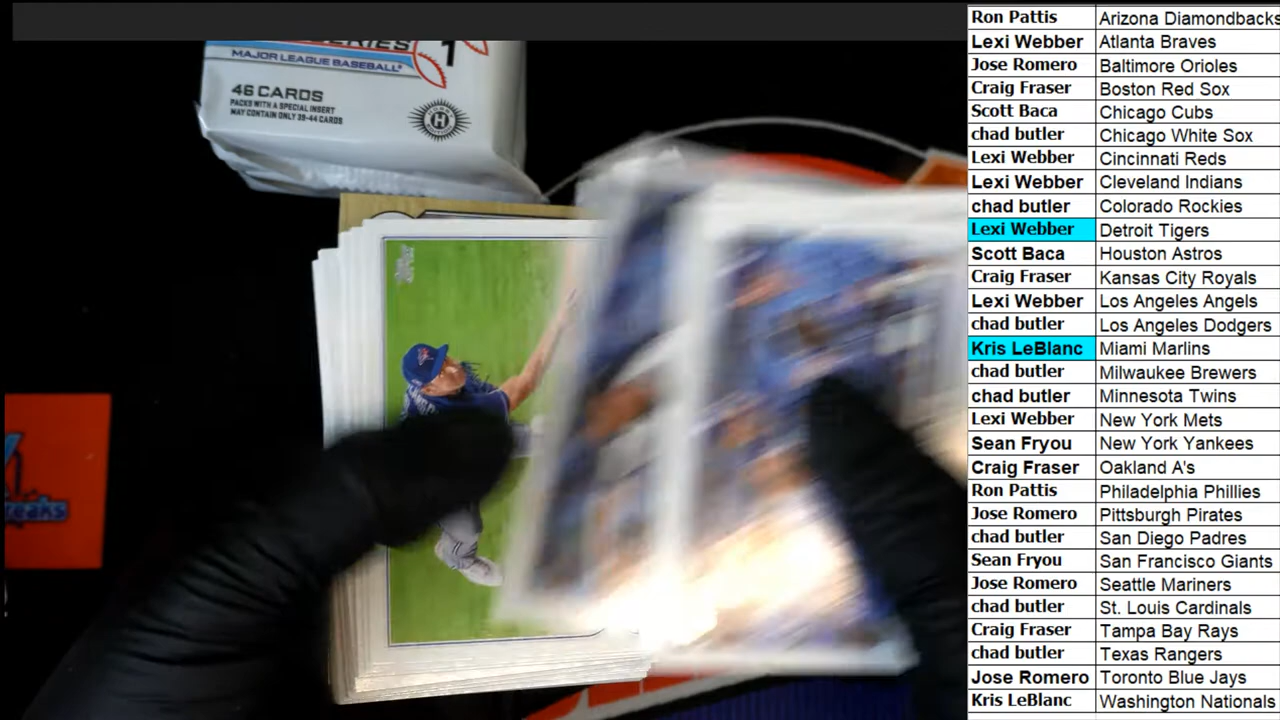 SERIES 1
MAJOR LEAGUE BASEBALL
46 CARDS
PACKS WITH A SPECIAL INSERT
MAY CONTAIN ONLY 39-44 CARDS
H
Ron Pattis Arizona Diamondbacks
Lexi Webber Atlanta Braves
Jose Romero Baltimore Orioles
Craig Fraser Boston Red Sox
Scott Baca Chicago Cubs
chad butler Chicago White Sox
Lexi Webber Cincinnati Reds
Lexi Webber Cleveland Indians
chad butler Colorado Rockies
Lexi Webber Detroit Tigers
Scott Baca Houston Astros
Craig Fraser Kansas City Royals
Lexi Webber Los Angeles Angels
chad butler Los Angeles Dodgers
Kris LeBlanc Miami Marlins
chad butler Milwaukee Brewers
chad butler Minnesota Twins
Lexi Webber New York Mets
Sean Fryou New York Yankees
Craig Fraser Oakland A's
Ron Pattis Philadelphia Phillies
Jose Romero Pittsburgh Pirates
chad butler San Diego Padres
Sean Fryou San Francisco Giants
Jose Romero Seattle Mariners
chad butler St. Louis Cardinals
Craig Fraser Tampa Bay Rays
chad butler Texas Rangers
Jose Romero Toronto Blue Jays
Kris LeBlanc Washington Nationals